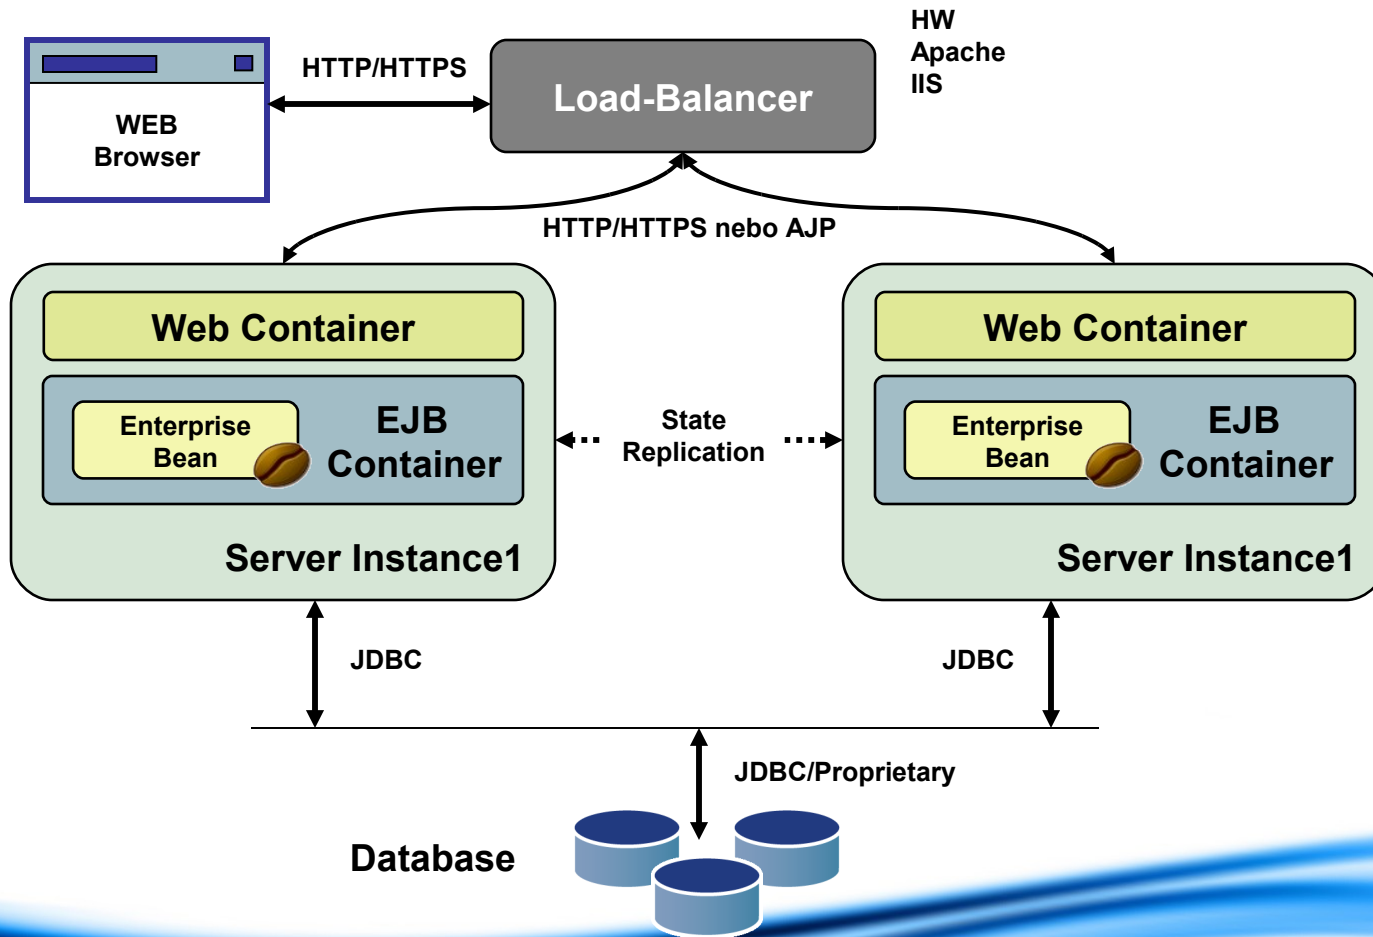 HW
Apache
IIS
HTTP/HTTPS
Load-Balancer
WEB
Browser
HTTP/HTTPS nebo AJP
Web Container
Enterprise
Bean
EJB
Container
Server Instance1
State
Replication
Web Container
Enterprise
Bean
EJB
Container
Server Instance1
JDBC
JDBC
JDBC/Proprietary
Database